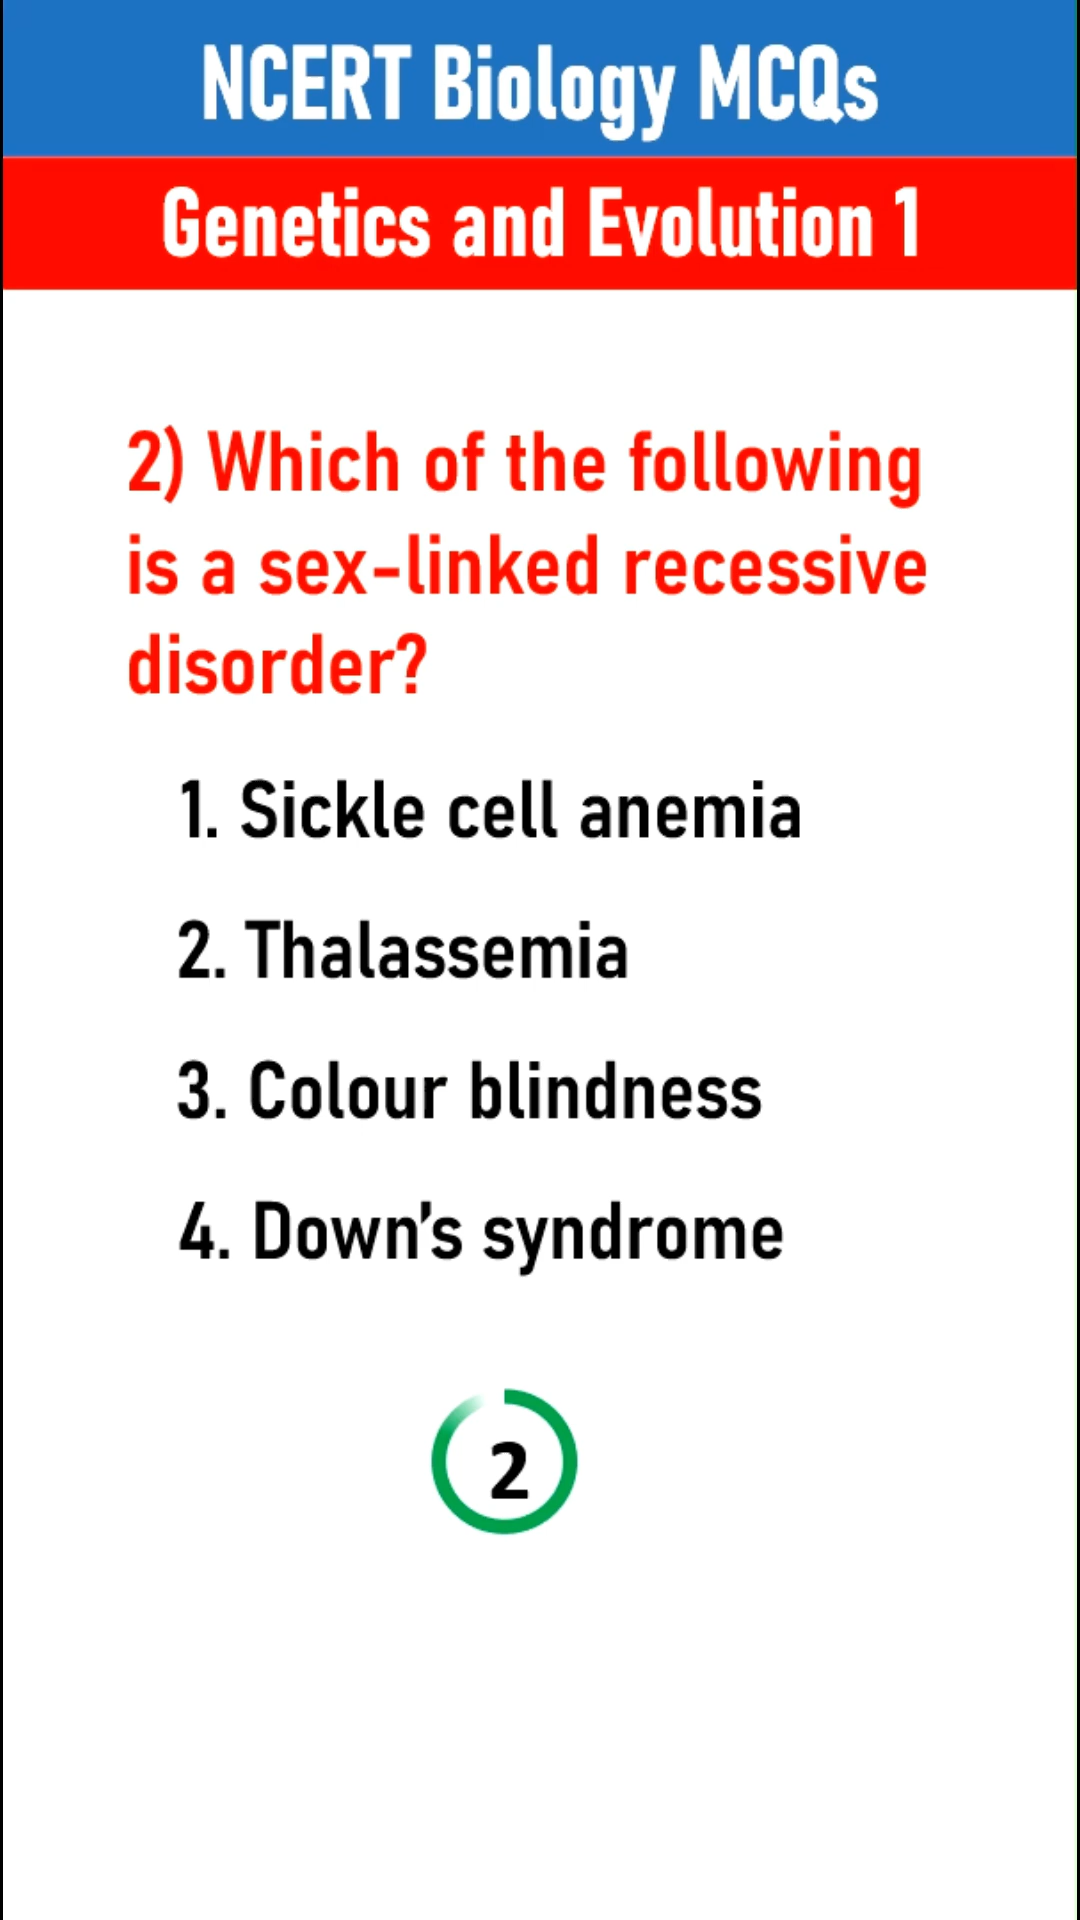 NCERT Biology MCQs
Genetics and Evolution 1
2) Which of the following
is a sex-linked recessive
disorder?
1. Sickle cell anemia
2. Thalassemia
3. Colour blindness
4. Down’s syndrome
2